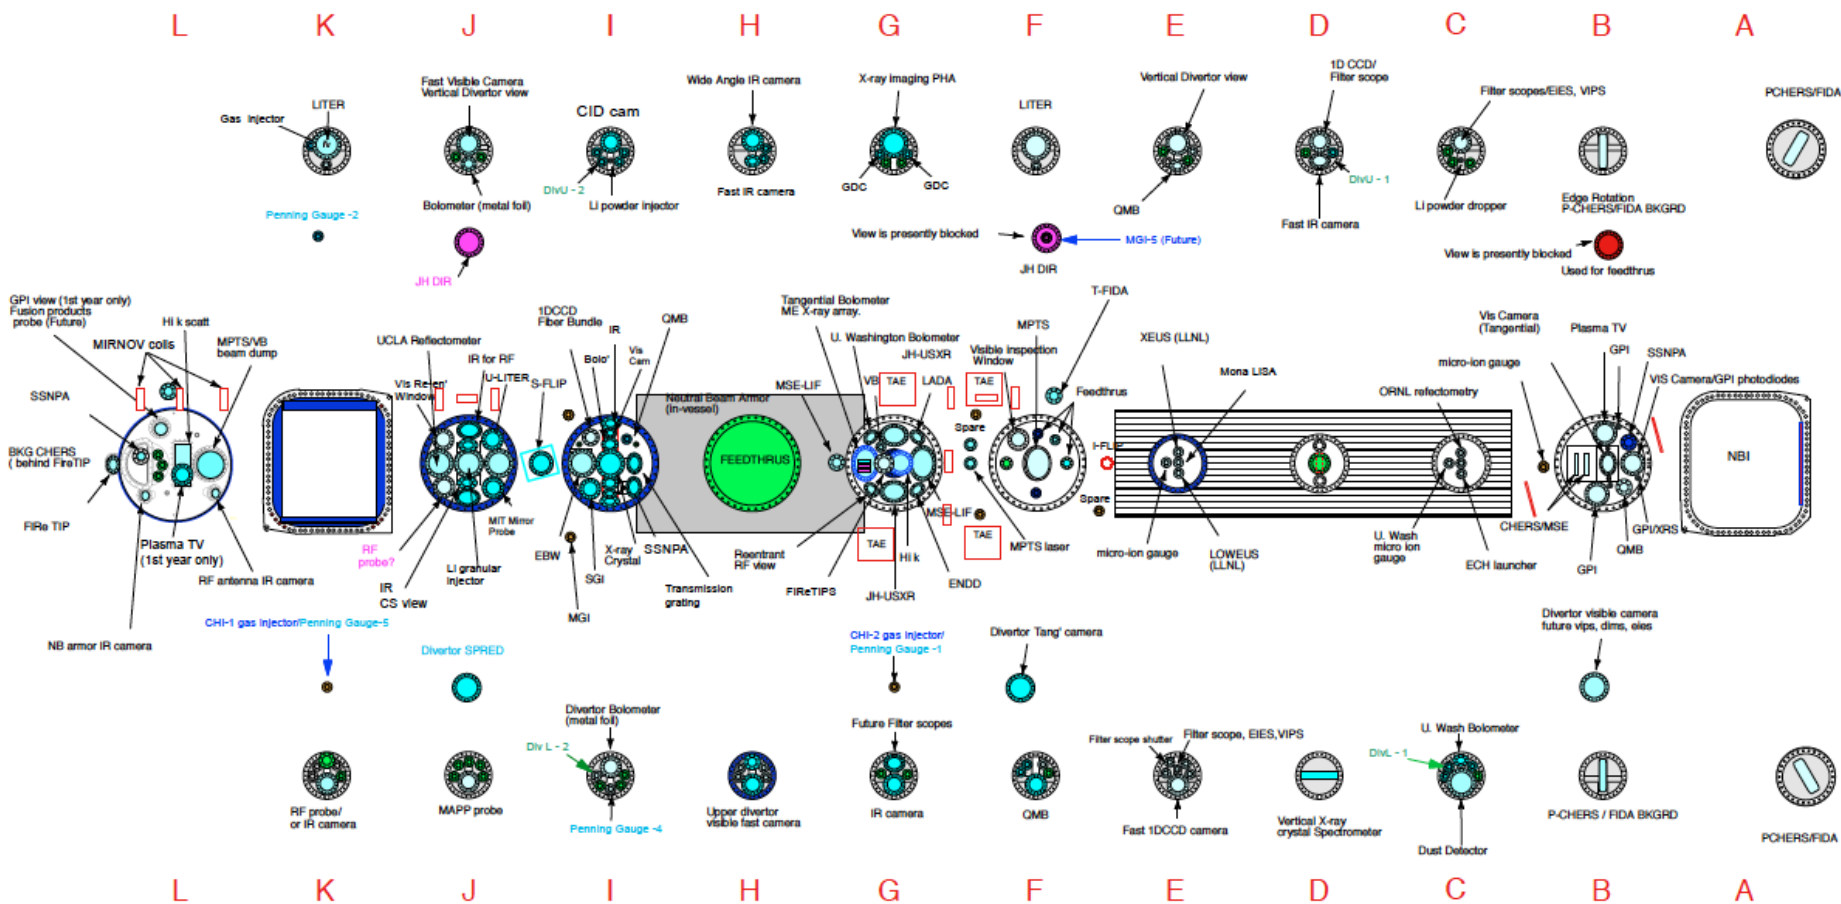 L K J I H G F E D C B A
LITER
Gas Injector
Fast Visible Camera
Vertical Divertor view
CID cam
Wide Angle IR camera
X-ray imaging PHA
LITER
Vertical Divertor view
1D CCD/
Filter scope
Filter scopes/EIES, VIPS
PCHERS/FIDA
Penning Gauge -2
Bolometer (metal foil)
DivU - 2
Li powder injector
Fast IR camera
GDC
GDC
QMB
DivU - 1
Fast IR camera
Li powder dropper
Edge Rotation
P-CHERS/FIDA BKGRD
JH DIR
View is presently blocked
MGI-5 (Future)
JH DIR
View is presently blocked
Used for feedthrus
GPI view (1st year only)
Fusion products
probe (Future)
Hi k scatt
MIRNOV coils
MPTS/VB
beam dump
SSNPA
BKG CHERS
( behind FireTIP
FIRe TIP
Plasma TV
(1st year only)
RF antenna IR camera
NB armor IR camera
UCLA Reflectometer
IR for RF
Vis Re-en'
Window
U-LITER
S-FLIP
MIT Mirror
Probe
RF
probe?
Li granular
injector
IR
CS view
1DCCD
Fiber Bundle
IR
QMB
Bolo'
Vis
Cam
EBW
SGI
X-ray
Crystal
SSNPA
MGI
Transmission
grating
Neutral Beam Armor
(in-vessel)
FEEDTHRUS
Tangential Bolometer
ME X-ray array.
U. Washington Bolometer
JH-USXR
MSE-LIF
VB
TAE
LADA
TAE
Spare
MSE-LIF
TAE
TAE
Reentrant
RF view
FIReTIPS
Hi k
JH-USXR
ENDD
MPTS laser
MPTS
T-FIDA
Visible inspection
Window
Feedthrus
I-FLIP
Spare
XEUS (LLNL)
Mona LISA
micro-ion gauge
LOWEUS
(LLNL)
micro-ion gauge
ORNL refectometry
U. Wash
micro ion
gauge
ECH launcher
Vis Camera
(Tangential)
Plasma TV
GPI
SSNPA
VIS Camera/GPI photodiodes
CHERS/MSE
GPI/XRS
QMB
GPI
NBI
CHI-1 gas injector/Penning Gauge-5
Divertor SPRED
CHI-2 gas injector/
Penning Gauge -1
Divertor Tang' camera
Divertor visible camera
future vips, dims, eies
Divertor Bolometer
(metal foil)
Div L - 2
Future Filter scopes
Filter scope shutter
Filter scope, EIES,VIPS
U. Wash Bolometer
DivL - 1
RF probe/
or IR camera
MAPP probe
Penning Gauge -4
Upper divertor
visible fast camera
IR camera
QMB
Fast 1DCCD camera
Vertical X-ray
crystal Spectrometer
Dust Detector
P-CHERS / FIDA BKGRD
PCHERS/FIDA
L K J I H G F E D C B A